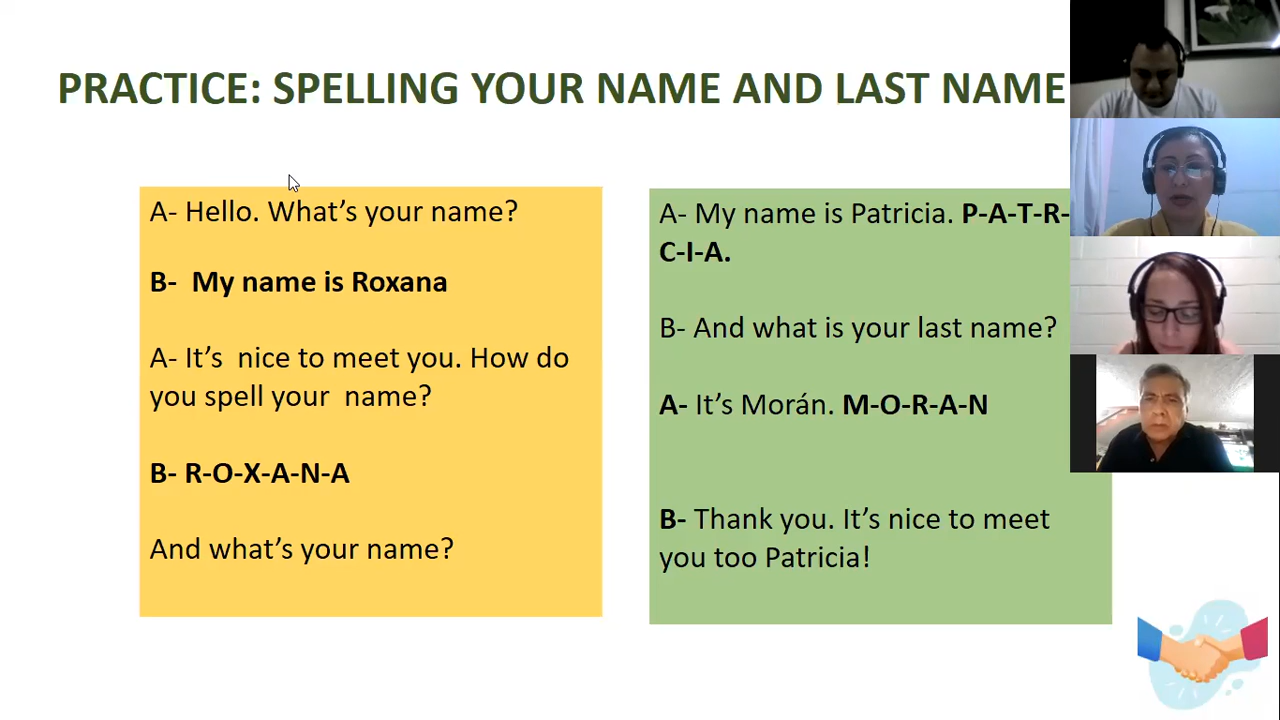 PRACTICE: SPELLING YOUR NAME AND LAST NAME
A- Hello. What's your name?
B-  My name is Roxana
A- It's  nice to meet you. How do
you spell your  name?
B- R-O-X-A-N-A
And what's your name?
A- My name is Patricia. P-A-T-R-
C-I-A.
B- And what is your last name?
A- It's Morán. M-O-R-A-N
B- Thank you. It's nice to meet
you too Patricia!